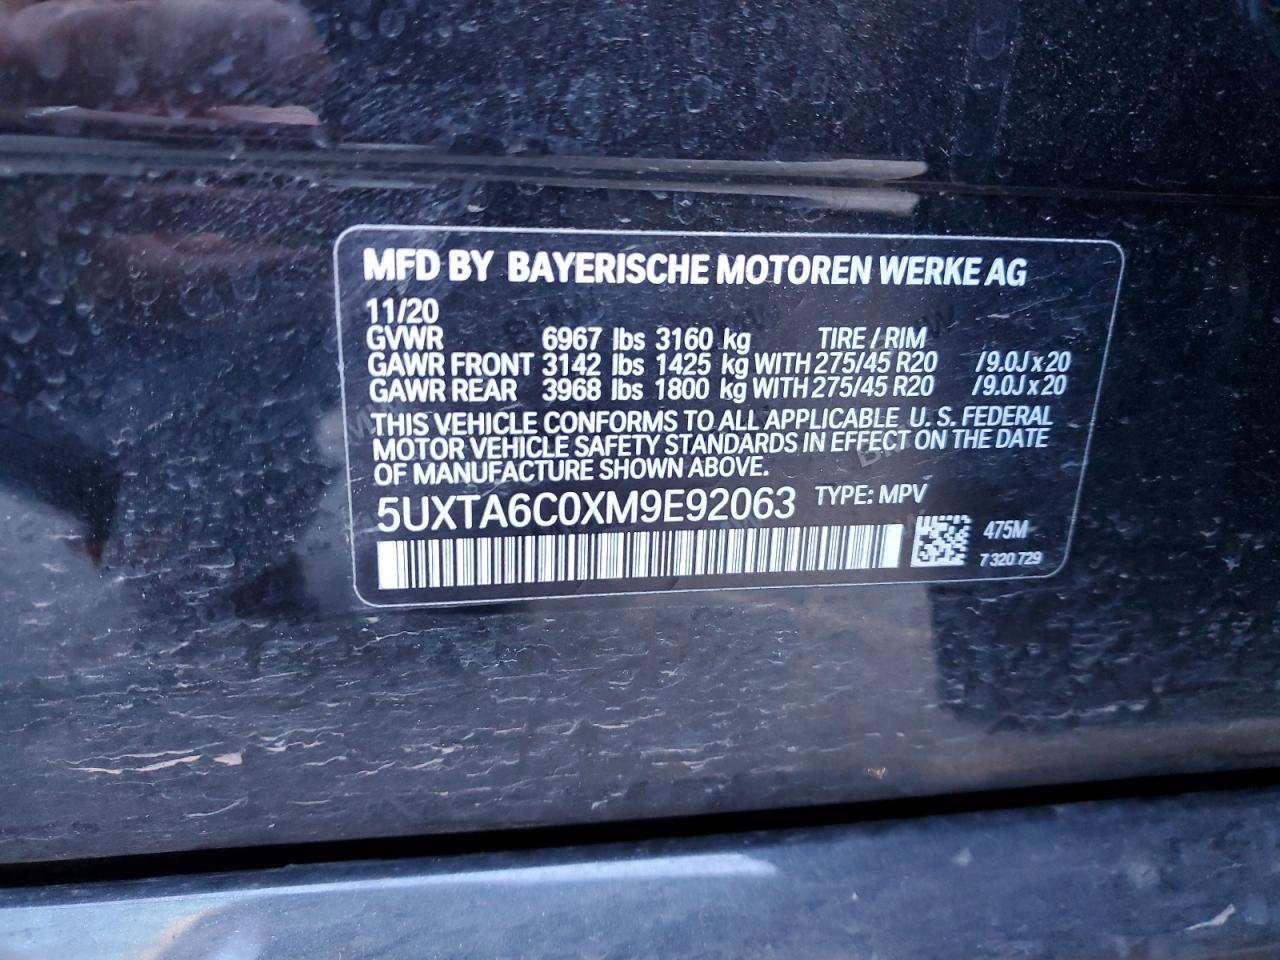 MFD BY BAYERISCHE MOTOREN WERKE AG
11/20
GVWR 6967 lbs 3160 kg TIRE / RIM
GAWR FRONT 3142 lbs 1425 kg WITH 275/45 R20 /9.0J x 20
GAWR REAR 3968 lbs 1800 kg WITH 275/45 R20 /9.0J x 20
THIS VEHICLE CONFORMS TO ALL APPLICABLE U. S. FEDERAL
MOTOR VEHICLE SAFETY STANDARDS IN EFFECT ON THE DATE
OF MANUFACTURE SHOWN ABOVE.
5UXTA6C0XM9E92063 TYPE: MPV
475M
7 320 729